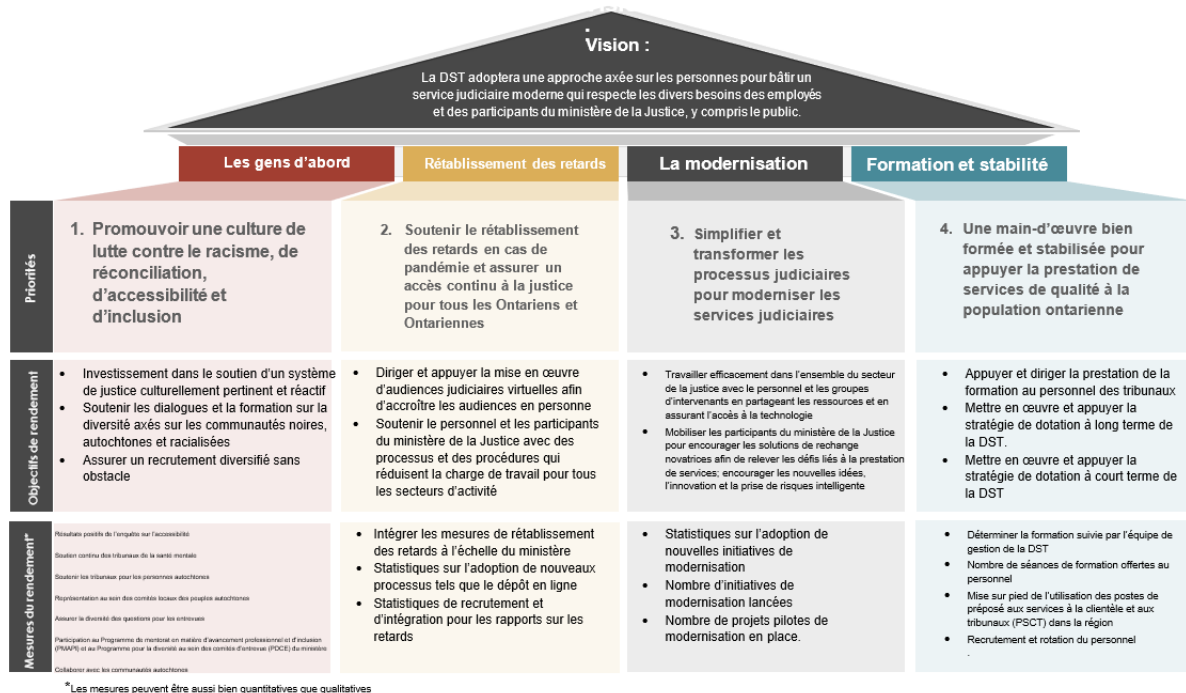 Vision :
La DST adoptera une approche axée sur les personnes pour bâtir un
service judiciaire moderne qui respecte les divers besoins des employés
et des participants du ministère de la Justice, y compris le public.
Les gens d'abord
Rétablissement des retards
La modernisation
Formation et stabilité
Priorités
1. Promouvoir une culture de
lutte contre le racisme, de
réconciliation,
d'accessibilité et
d'inclusion
2. Soutenir le rétablissement
des retards en cas de
pandémie et assurer un
accès continu à la justice
pour tous les Ontariens et
Ontariennes
3. Simplifier et
transformer les
processus judiciaires
pour moderniser les
services judiciaires
4. Une main-d'œuvre bien
formée et stabilisée pour
appuyer la prestation de
services de qualité à la
population ontarienne
Objectifs de rendement
• Investissement dans le soutien d'un système
de justice culturellement pertinent et réactif
• Soutenir les dialogues et la formation sur la
diversité axés sur les communautés noires,
autochtones et racialisées
• Assurer un recrutement diversifié sans
obstacle
• Diriger et appuyer la mise en œuvre
d'audiences judiciaires virtuelles afin
d'accroître les audiences en personne
• Soutenir le personnel et les participants
du ministère de la Justice avec des
processus et des procédures qui
réduisent la charge de travail pour tous
les secteurs d'activité
• Travailler efficacement dans l'ensemble du secteur
de la justice avec le personnel et les groupes
d'intervenants en partageant les ressources et en
assurant l'accès à la technologie
• Mobiliser les participants du ministère de la Justice
pour encourager les solutions de rechange
novatrices afin de relever les défis liés à la prestation
de services; encourager les nouvelles idées,
l'innovation et la prise de risques intelligente
• Appuyer et diriger la prestation de la
formation au personnel des tribunaux
• Mettre en œuvre et appuyer la
stratégie de dotation à long terme de
la DST.
• Mettre en œuvre et appuyer la
stratégie de dotation à court terme de
la DST
Mesures du rendement*
Résultats positifs de l'enquête sur l'accessibilité
Soutien continu des tribunaux de la santé mentale
Soutenir les tribunaux pour les personnes autochtones
Représentation au sein des comités locaux des peuples autochtones
Assurer la diversité des questions pour les entrevues
Participation au Programme de mentorat en matière d'avancement professionnel et d'inclusion
(PMAPI) et au Programme pour la diversité au sein des comités d'entrevue (PDCE) du ministère
Collaborer avec les communautés autochtones
• Intégrer les mesures de rétablissement
des retards à l'échelle du ministère
• Statistiques sur l'adoption de nouveaux
processus tels que le dépôt en ligne
• Statistiques de recrutement et
d'intégration pour les rapports sur les
retards
• Statistiques sur l'adoption de
nouvelles initiatives de
modernisation
• Nombre d'initiatives de
modernisation lancées
• Nombre de projets pilotes de
modernisation en place.
• Déterminer la formation suivie par l'équipe de
gestion de la DST
• Nombre de séances de formation offertes au
personnel
• Mise sur pied de l'utilisation des postes de
préposé aux services à la clientèle et aux
tribunaux (PSCT) dans la région
• Recrutement et rotation du personnel
.
*Les mesures peuvent être aussi bien quantitatives que qualitatives